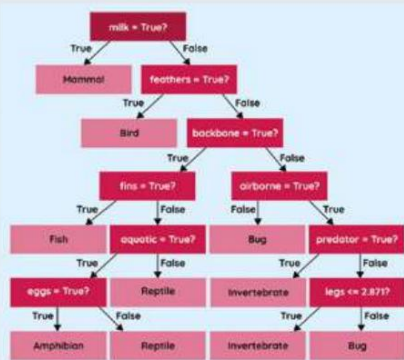 milk = True?
True False
Mammal feathers = True?
True False
Bird backbone = True?
True False
fins = True? airborne = True?
True False False True
Fish aquatic = True? Bug predator = True?
True False True False
eggs = True? Reptile Invertebrate legs <= 2.871?
True False True False
Amphibian Reptile Invertebrate Bug